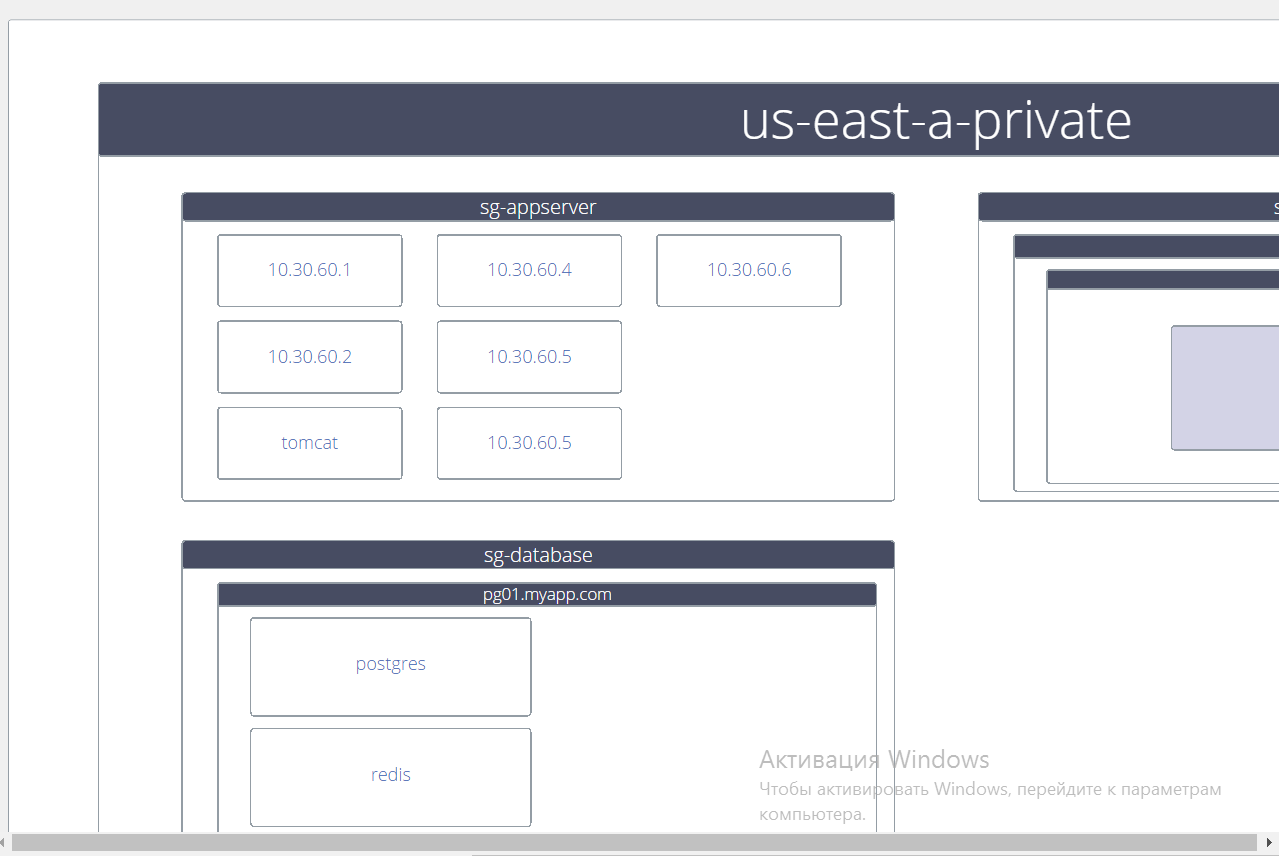 us-east-a-private
sg-appserver
10.30.60.1
10.30.60.4
10.30.60.6
10.30.60.2
10.30.60.5
tomcat
10.30.60.5
sg-database
pg01.myapp.com
postgres
redis
Активация Windows
Чтобы активировать Windows, перейдите к параметрам
компьютера.